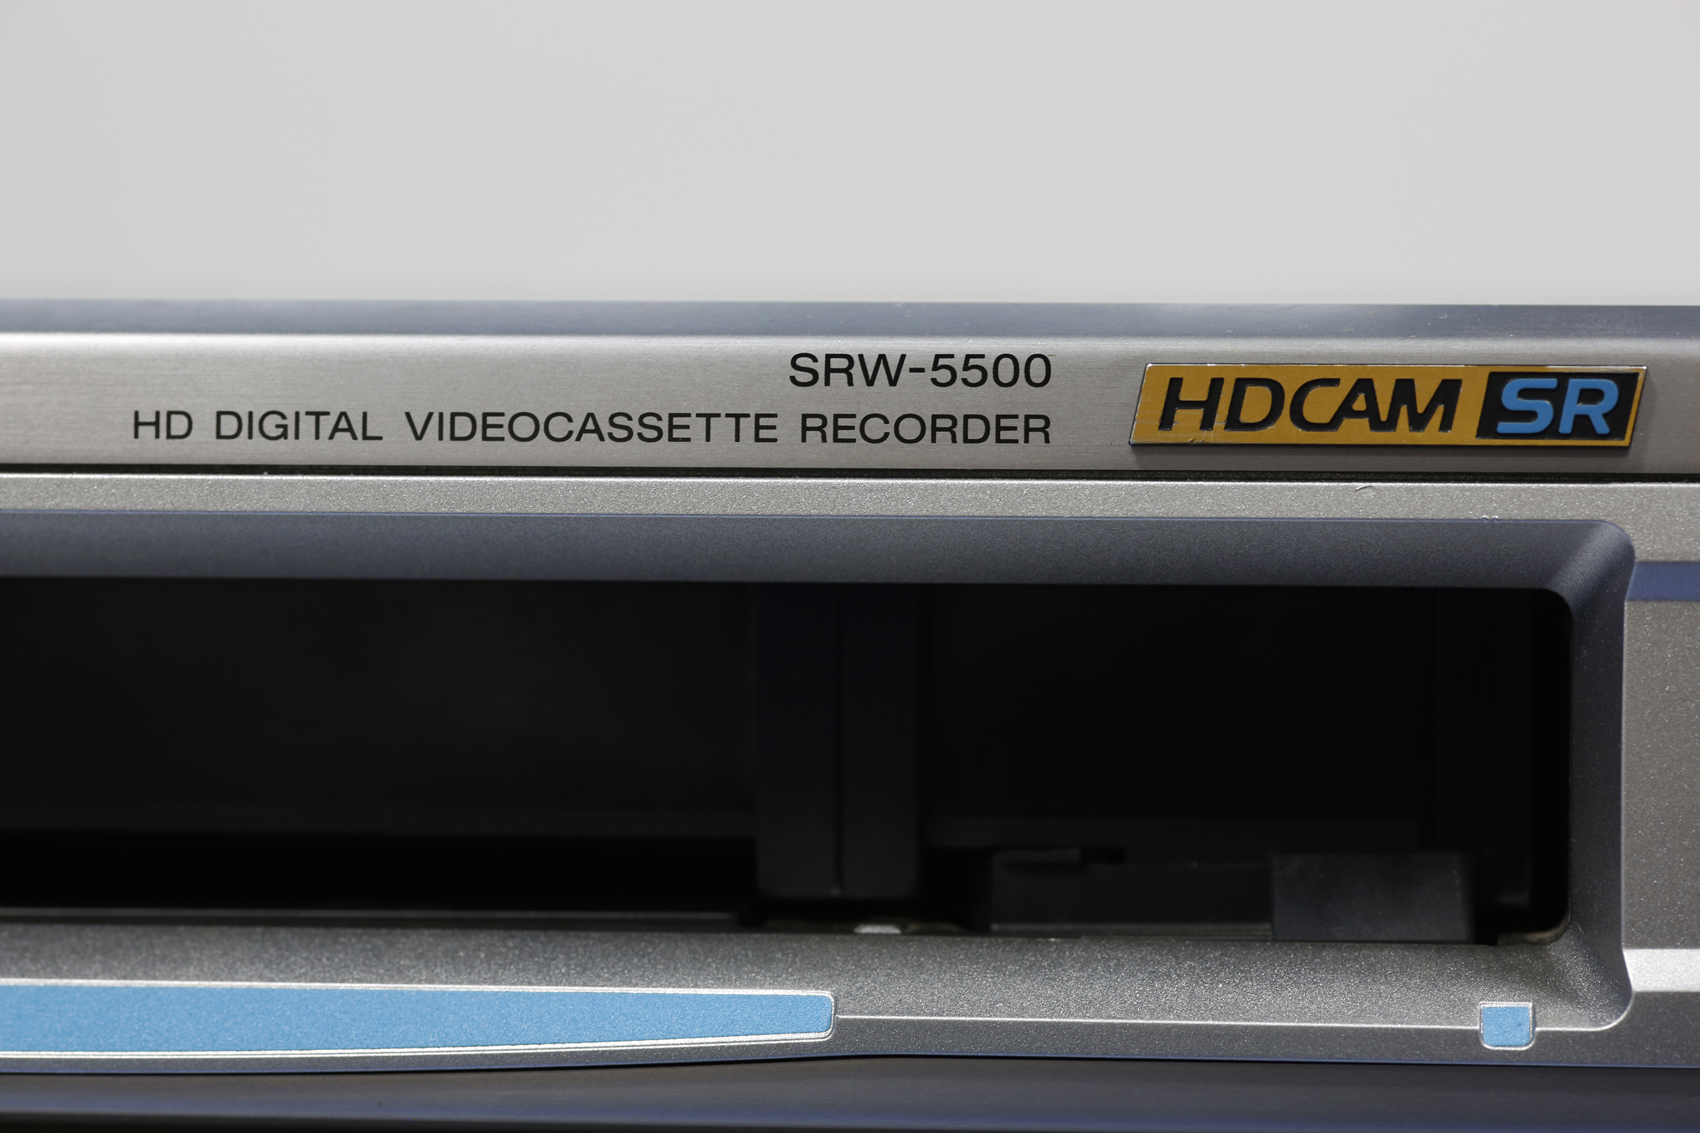 SRW-5500
HD DIGITAL VIDEOCASSETTE RECORDER
HDCAM SR